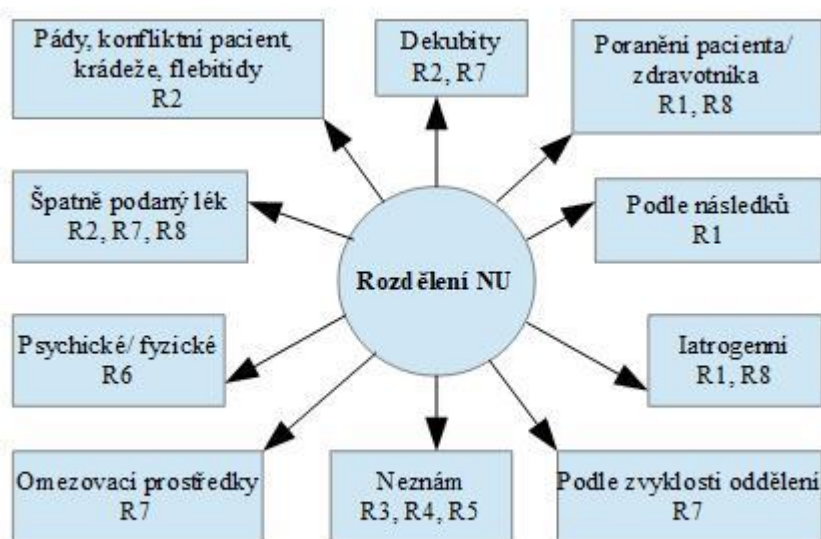 Pády, konfliktní pacient,
krádeže, flebitidy
R2
Dekubity
R2, R7
Poranění pacienta/
zdravotníka
R1, R8
Špatně podaný lék
R2, R7, R8
Podle následků
R1
Rozdělení NU
Psychické/ fyzické
R6
Iatrogenní
R1, R8
Omezovací prostředky
R7
Neznám
R3, R4, R5
Podle zvyklosti oddělení
R7